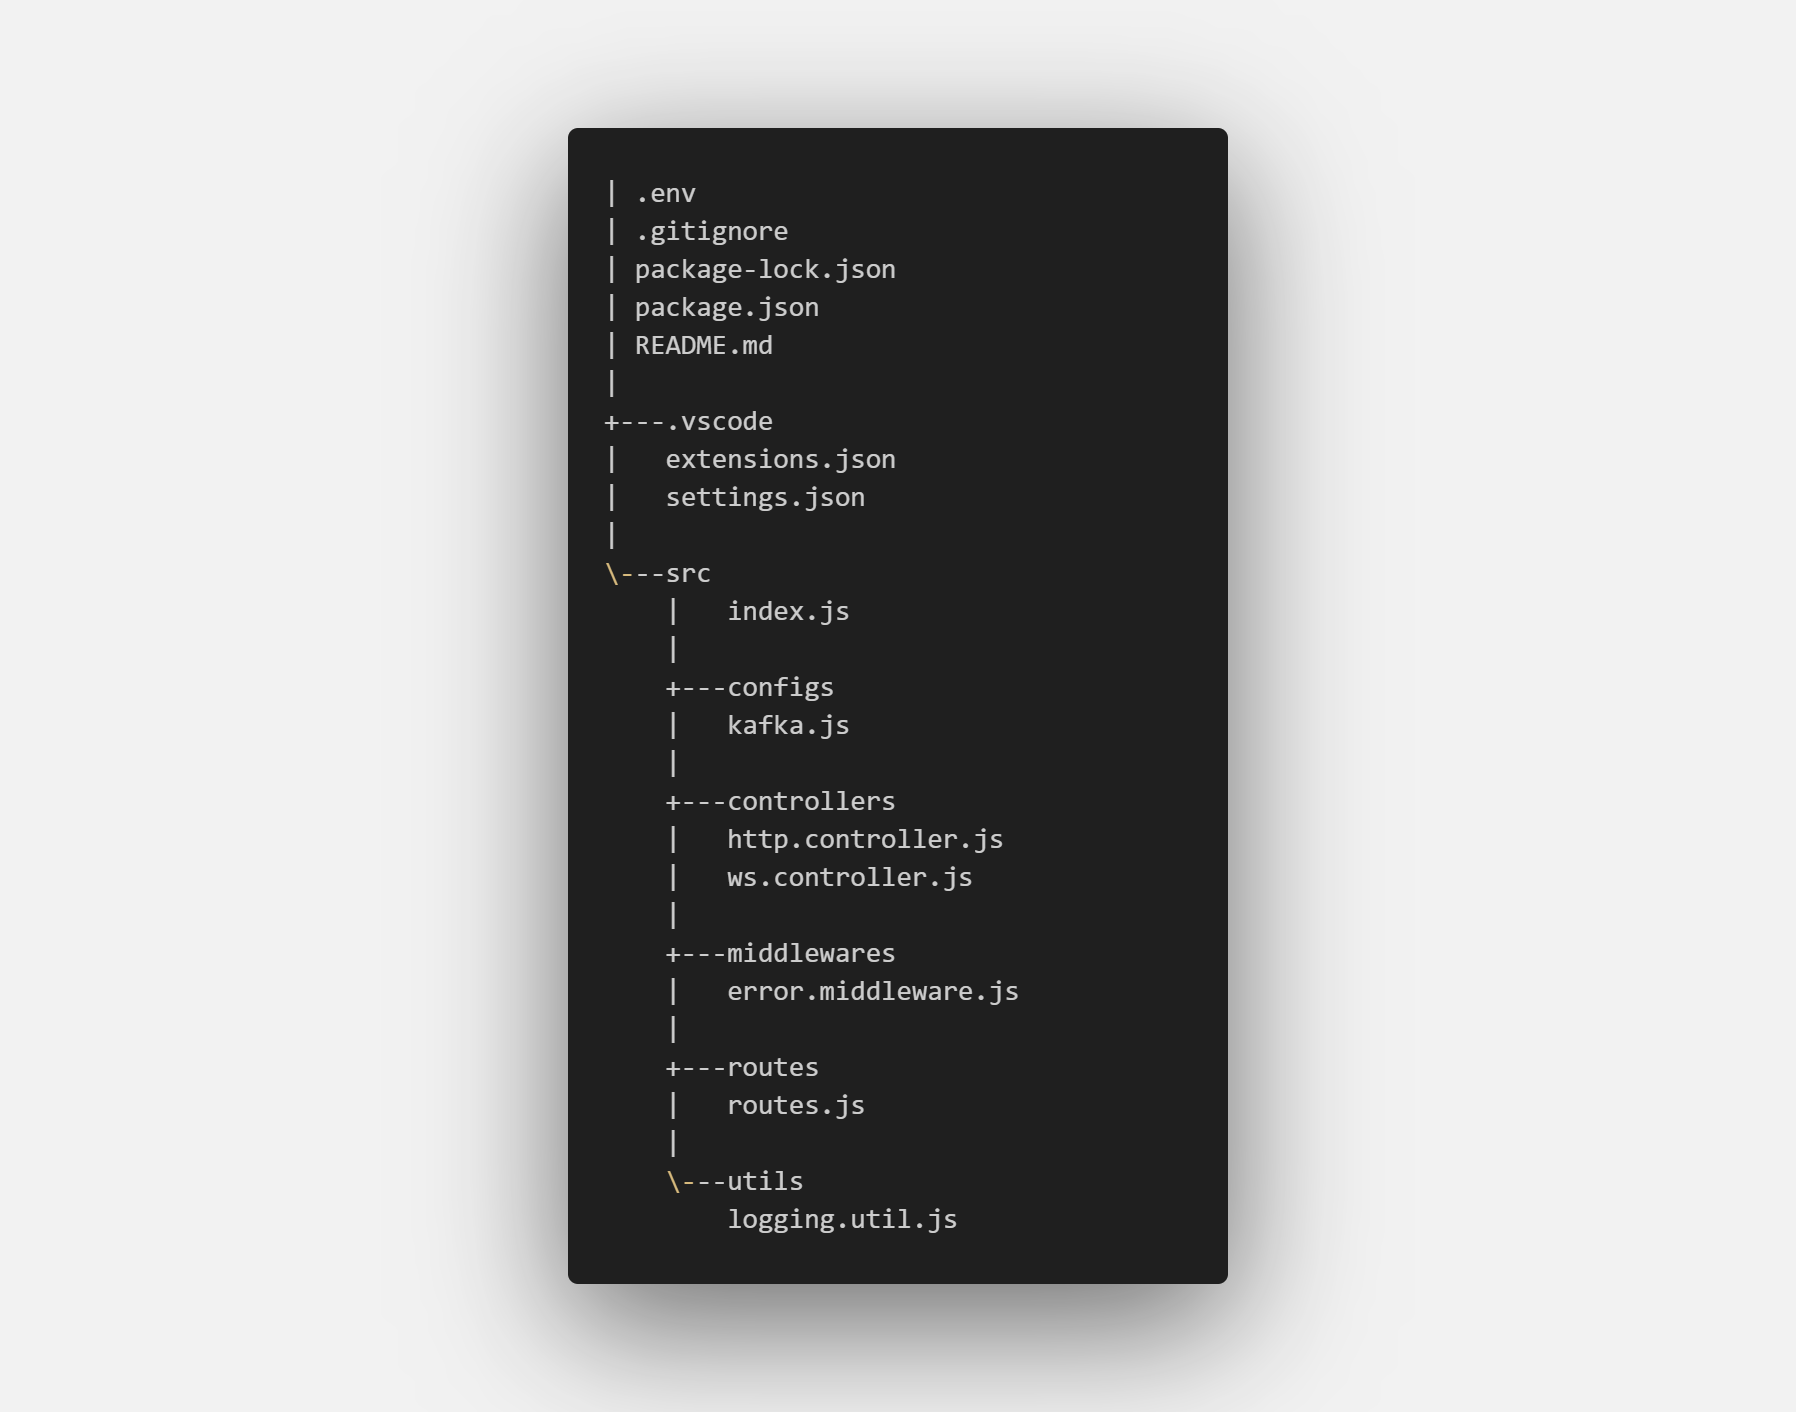 | .env
| .gitignore
| package-lock.json
| package.json
| README.md
|
+---.vscode
|   extensions.json
|   settings.json
|
\---src
    |   index.js
    |
    +---configs
    |   kafka.js
    |
    +---controllers
    |   http.controller.js
    |   ws.controller.js
    |
    +---middlewares
    |   error.middleware.js
    |
    +---routes
    |   routes.js
    |
    \---utils
        logging.util.js